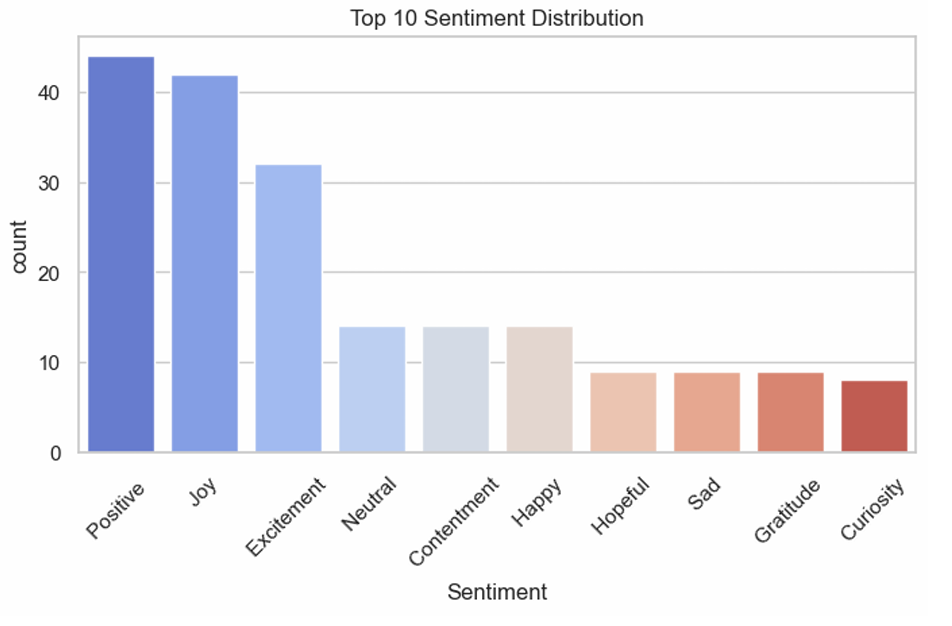 Top 10 Sentiment Distribution
count
40
30
20
10
0
Positive
Joy
Excitement
Neutral
Contentment
Happy
Hopeful
Sad
Gratitude
Curiosity
Sentiment